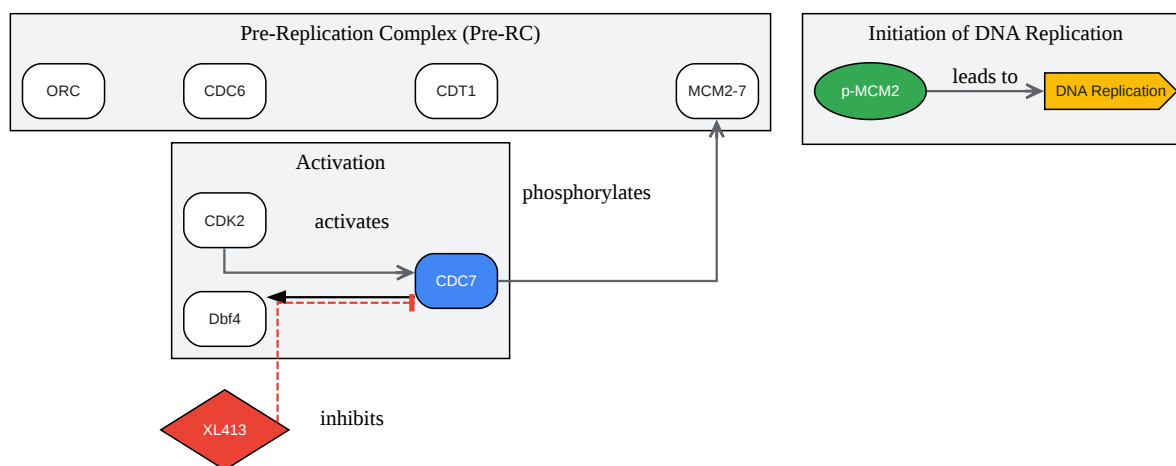 Pre-Replication Complex (Pre-RC)
ORC
CDC6
CDT1
MCM2-7
Initiation of DNA Replication
p-MCM2
leads to
DNA Replication
Activation
CDK2
activates
phosphorylates
CDC7
Dbf4
XL413
inhibits